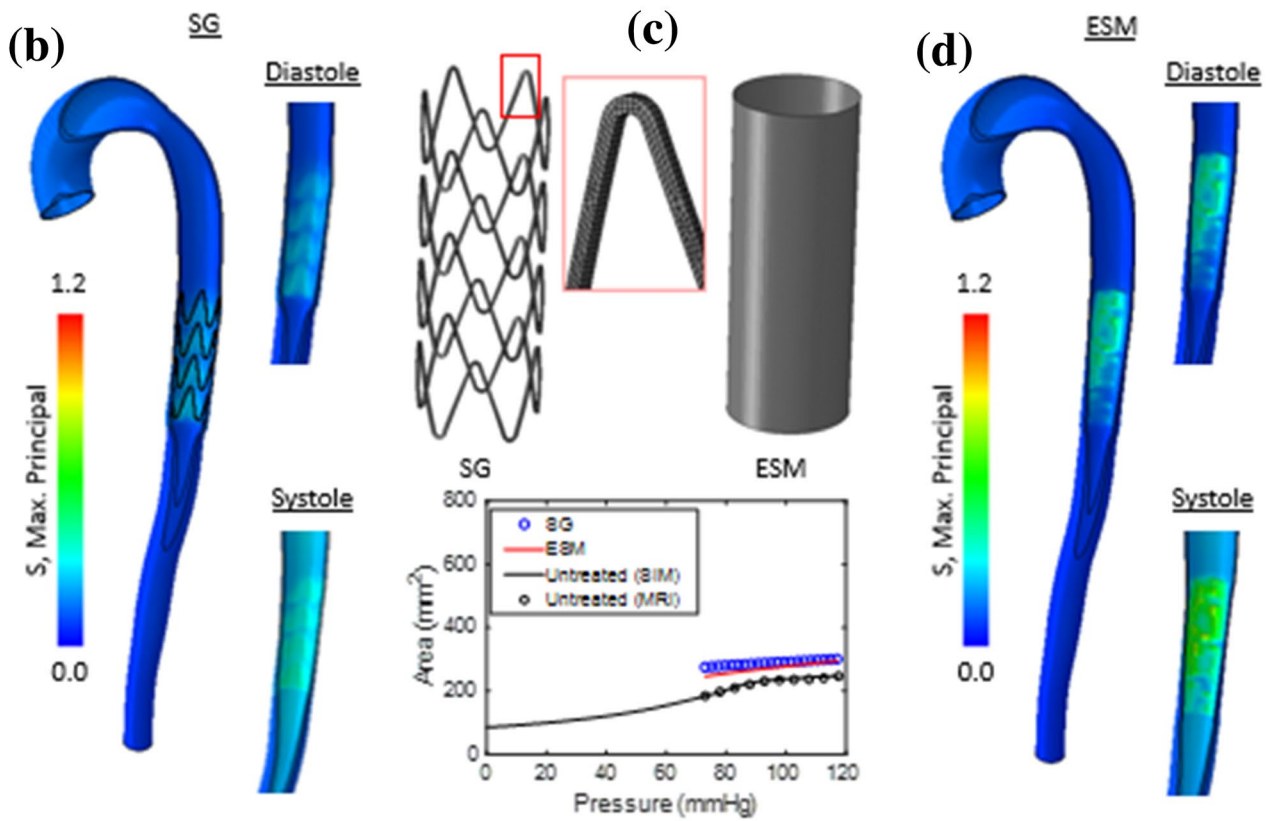 (b)
SG
Diastole
1.2
S, Max. Principal
0.0
Systole
(c)
SG
ESM
800
600
400
200
0
Area (mm²)
SG
ESM
Untreated (SIM)
Untreated (MRI)
0 20 40 60 80 100 120
Pressure (mmHg)
(d)
ESM
Diastole
1.2
S, Max. Principal
0.0
Systole